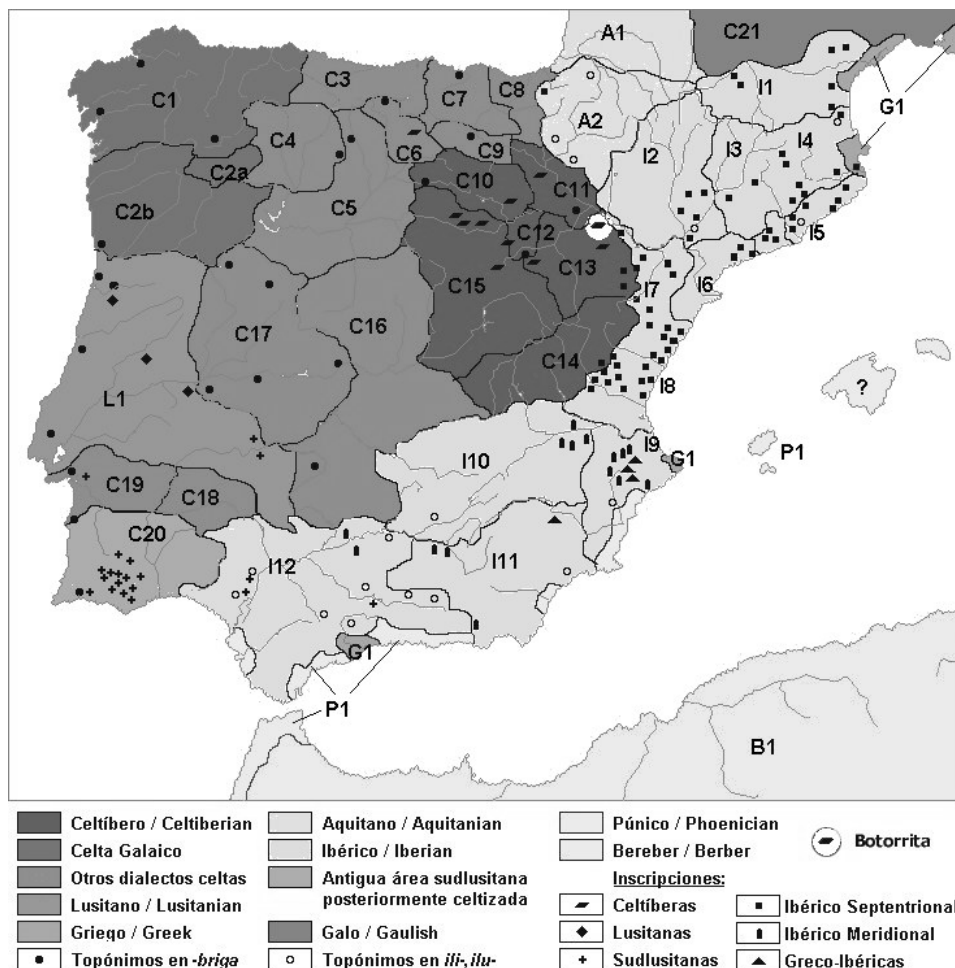 A1
C21
C1
C3
C7
C8
I1
G1
A2
C4
C6
C9
I2
I3
I4
C2a
C10
C11
C2b
C5
C12
I5
C15
C13
I7
I6
C17
C16
C14
I8
?
L1
I9
P1
I10
G1
C19
C18
C20
I12
I11
G1
P1
B1
Celtíbero / Celtiberian
Celta Galaico
Otros dialectos celtas
Lusitano / Lusitanian
Griego / Greek
Topónimos en -briga
Aquitano / Aquitanian
Ibérico / Iberian
Antigua área sudlusitana
posteriormente celtizada
Galo / Gaulish
Topónimos en ili-, ilu-
Púnico / Phoenician
Bereber / Berber
Inscripciones:
Celtíberas
Lusitanas
Sudlusitanas
Botorrita
Ibérico Septentrional
Ibérico Meridional
Greco-Ibéricas